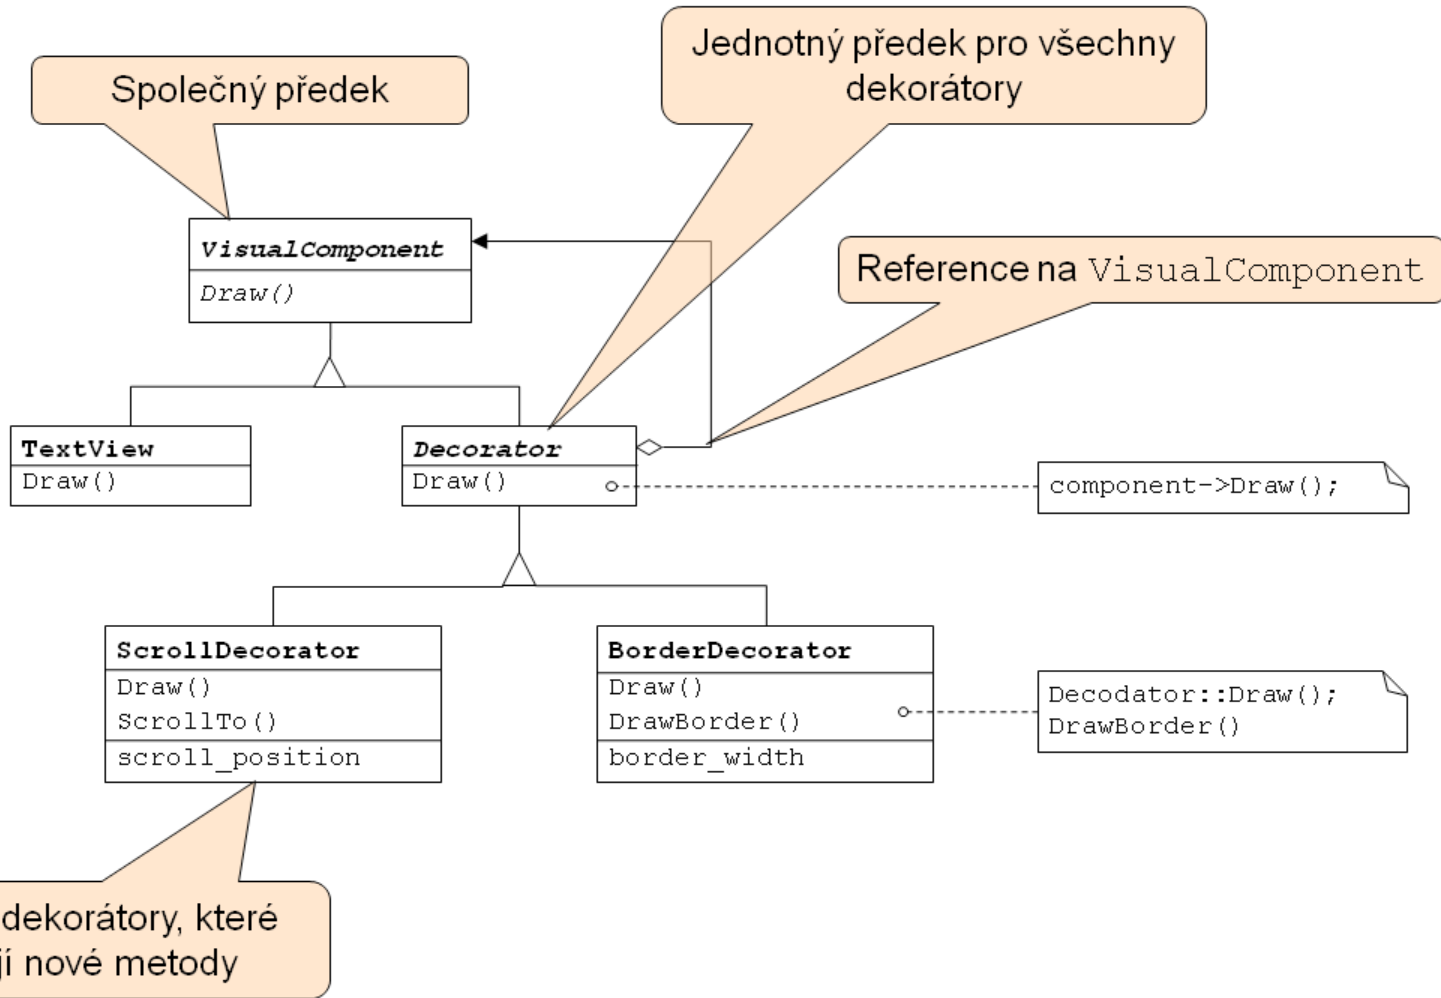 Jednotný předek pro všechny
dekorátory
Společný předek
VisualComponent
Draw()
Reference na VisualComponent
TextView
Draw()
Decorator
Draw()
component->Draw();
ScrollDecorator
Draw()
ScrollTo()
scroll_position
BorderDecorator
Draw()
DrawBorder()
border_width
Decodator::Draw();
DrawBorder()
dekorátory, které
jí nové metody